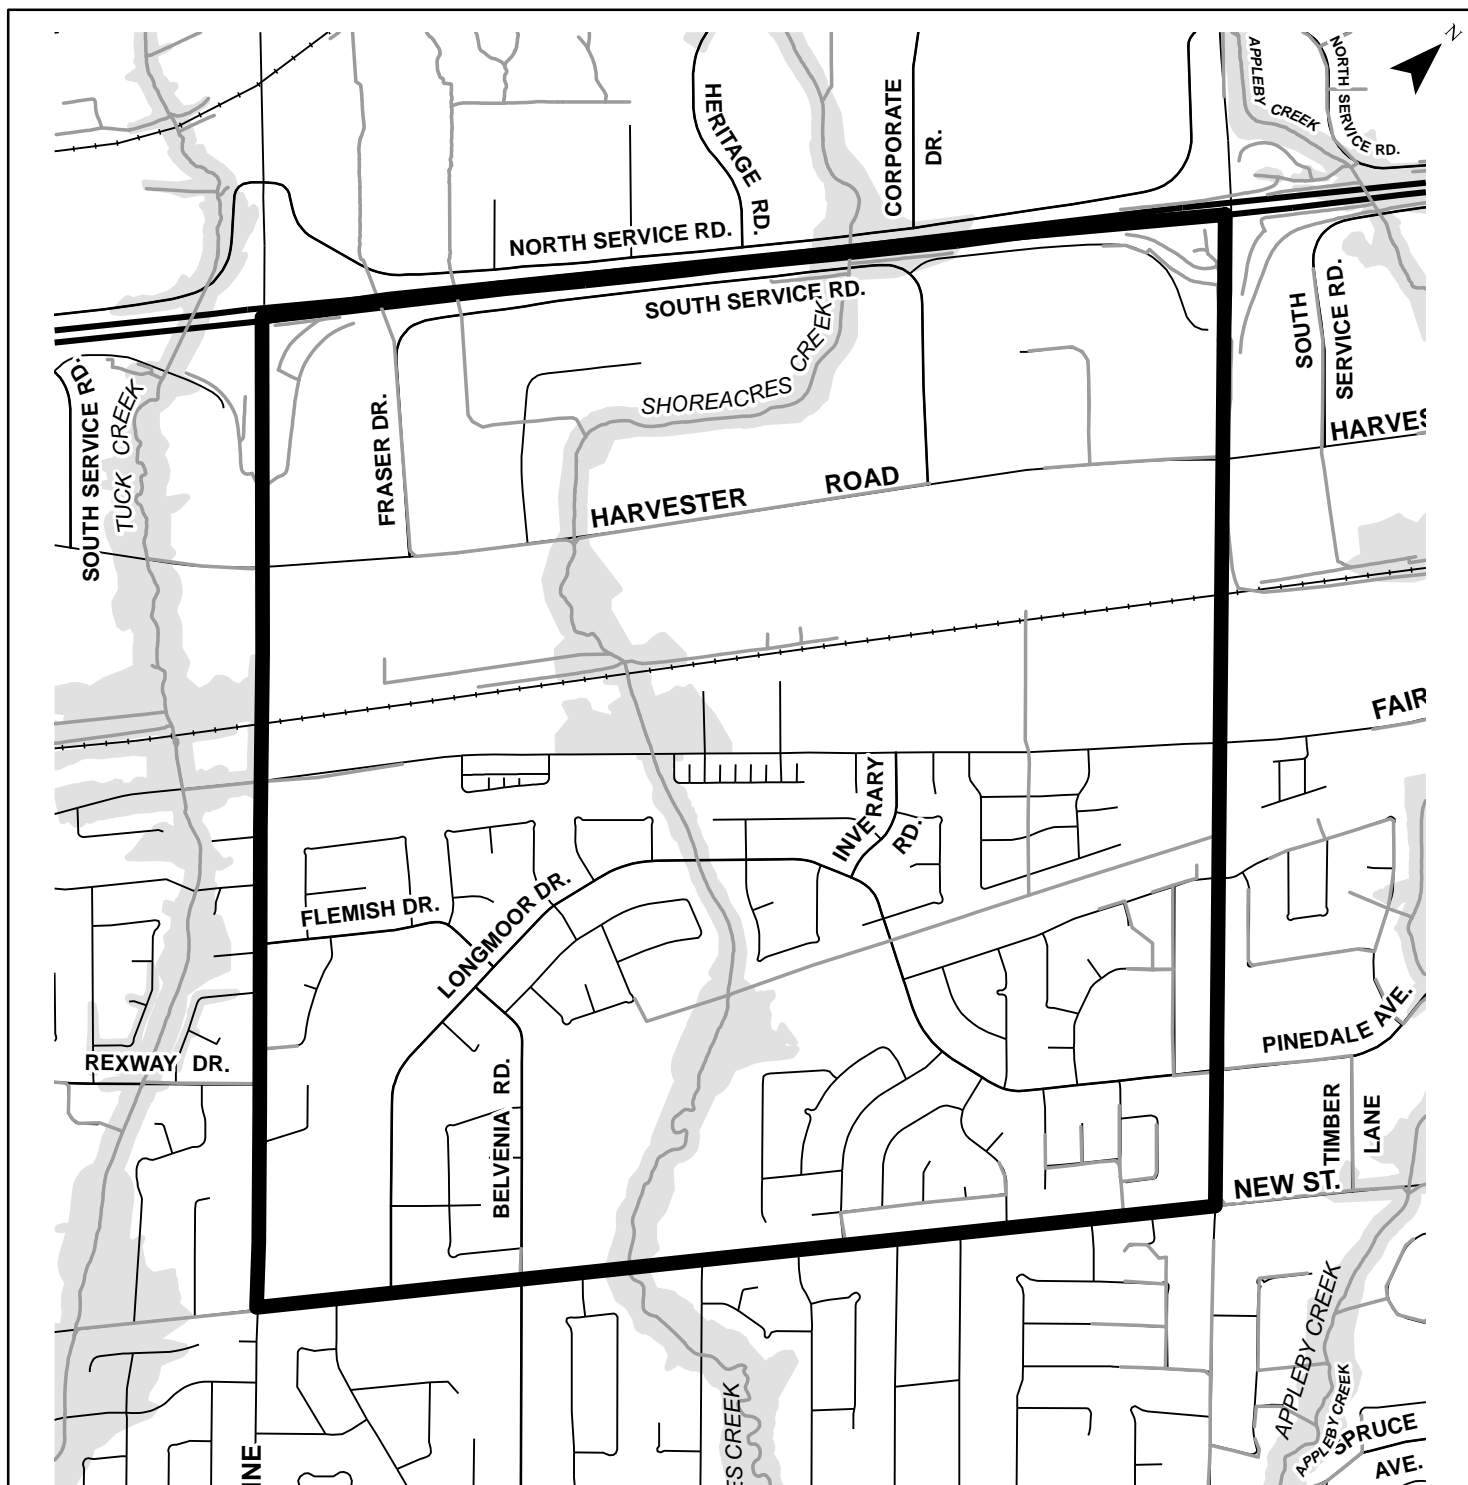 N
APPLEBY CREEK
NORTH SERVICE RD.
HERITAGE RD.
CORPORATE
DR.
NORTH SERVICE RD.
SOUTH SERVICE RD.
SHOREACRES CREEK
SOUTH
SERVICE RD.
SOUTH SERVICE RD.
TUCK CREEK
FRASER DR.
HARVES
HARVESTER ROAD
FAIR
INVERARY
RD.
FLEMISH DR.
LONGMOOR DR.
REXWAY DR.
BELVENIA RD.
PINEDALE AVE.
TIMBER
LANE
NEW ST.
APPLEBY CREEK
APPLEBY CREEK
SPRUCE
AVE.
INE
ES CREEK